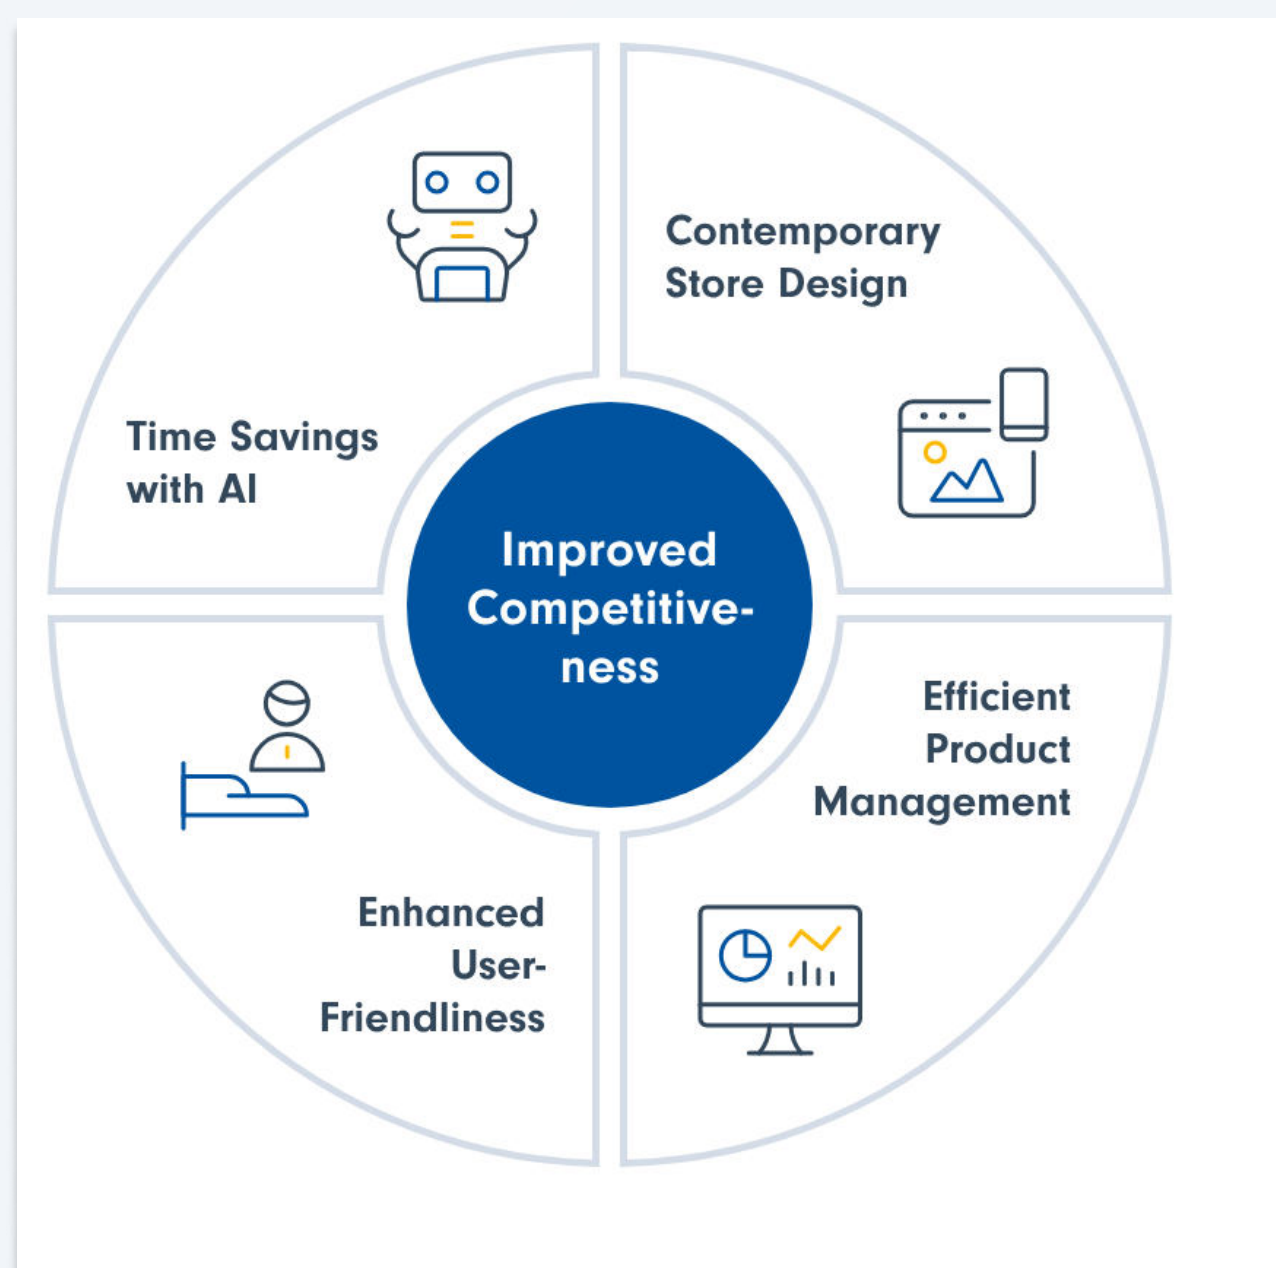 Contemporary
Store Design
Time Savings
with AI
Improved
Competitive-
ness
Efficient
Product
Management
Enhanced
User-
Friendliness